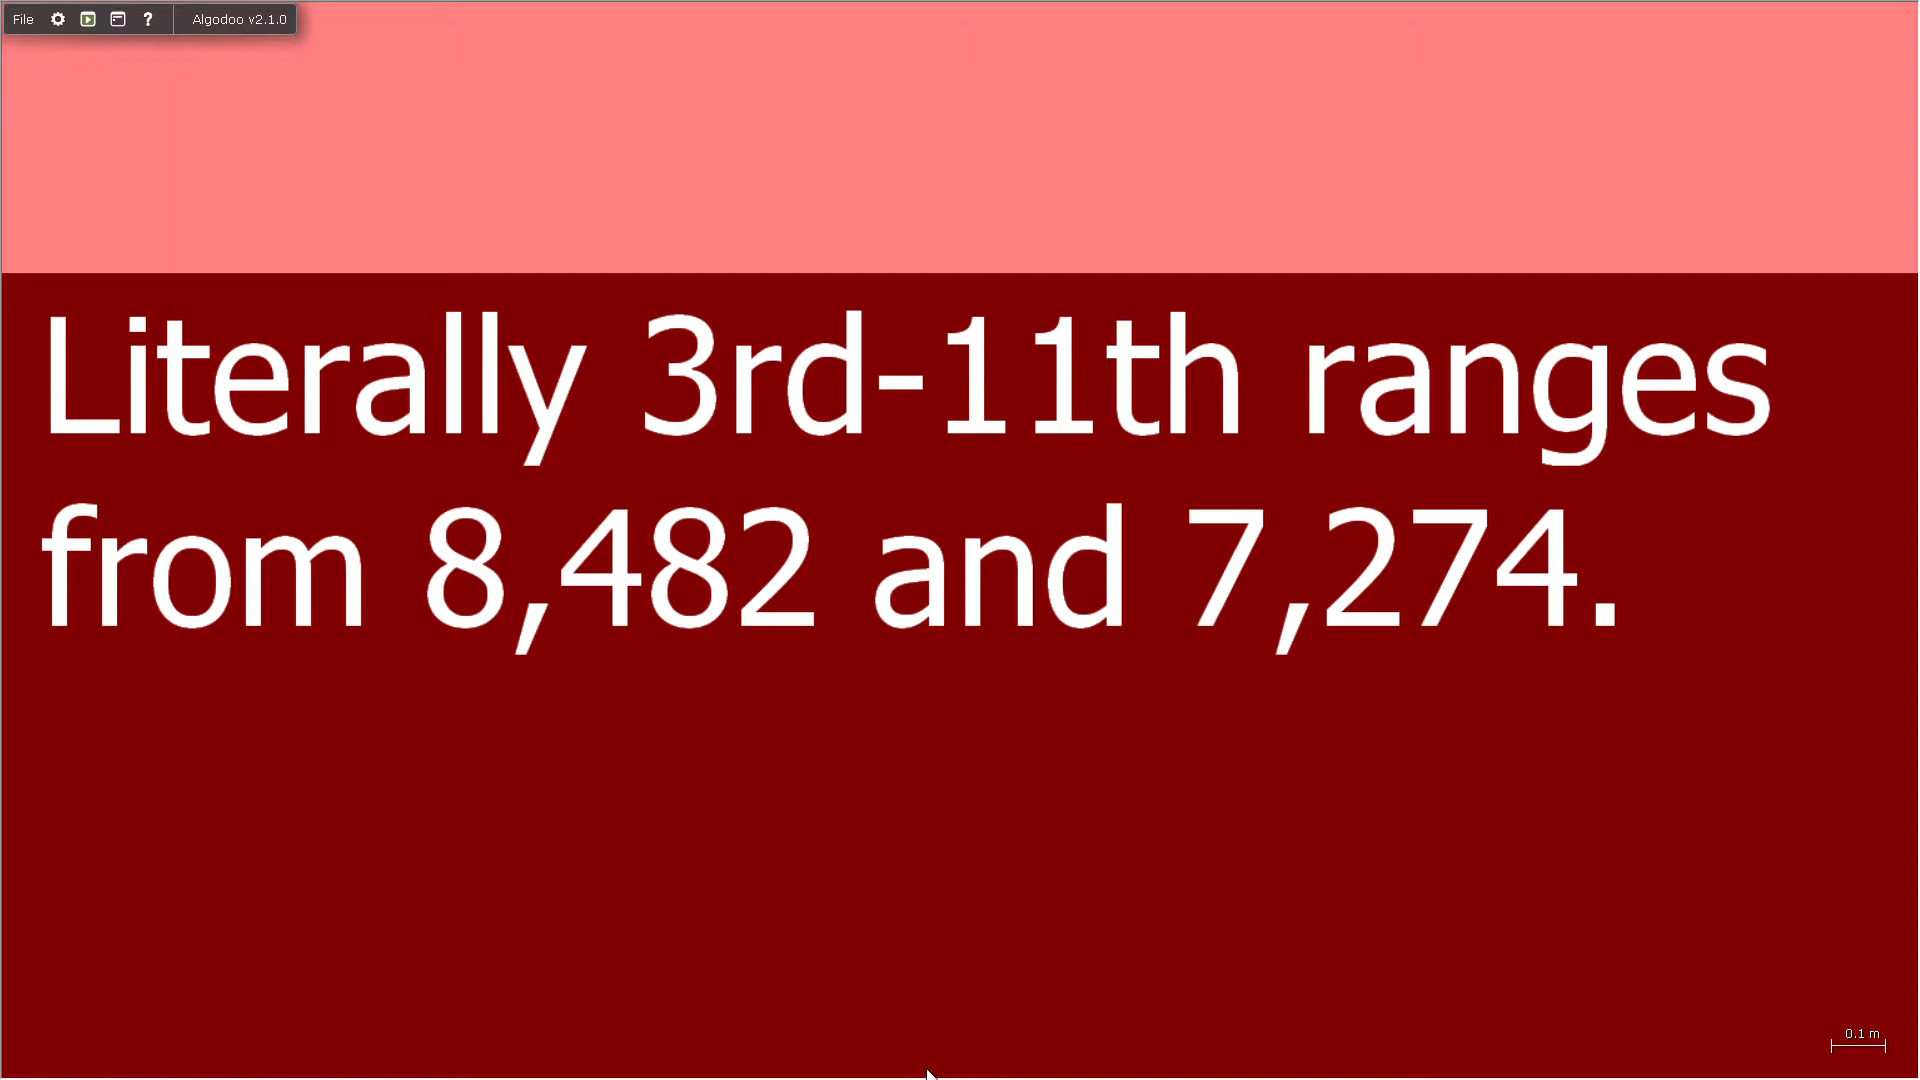 File ? Algodoo v2.1.0
Literally 3rd-11th ranges
from 8,482 and 7,274.
0.1 m